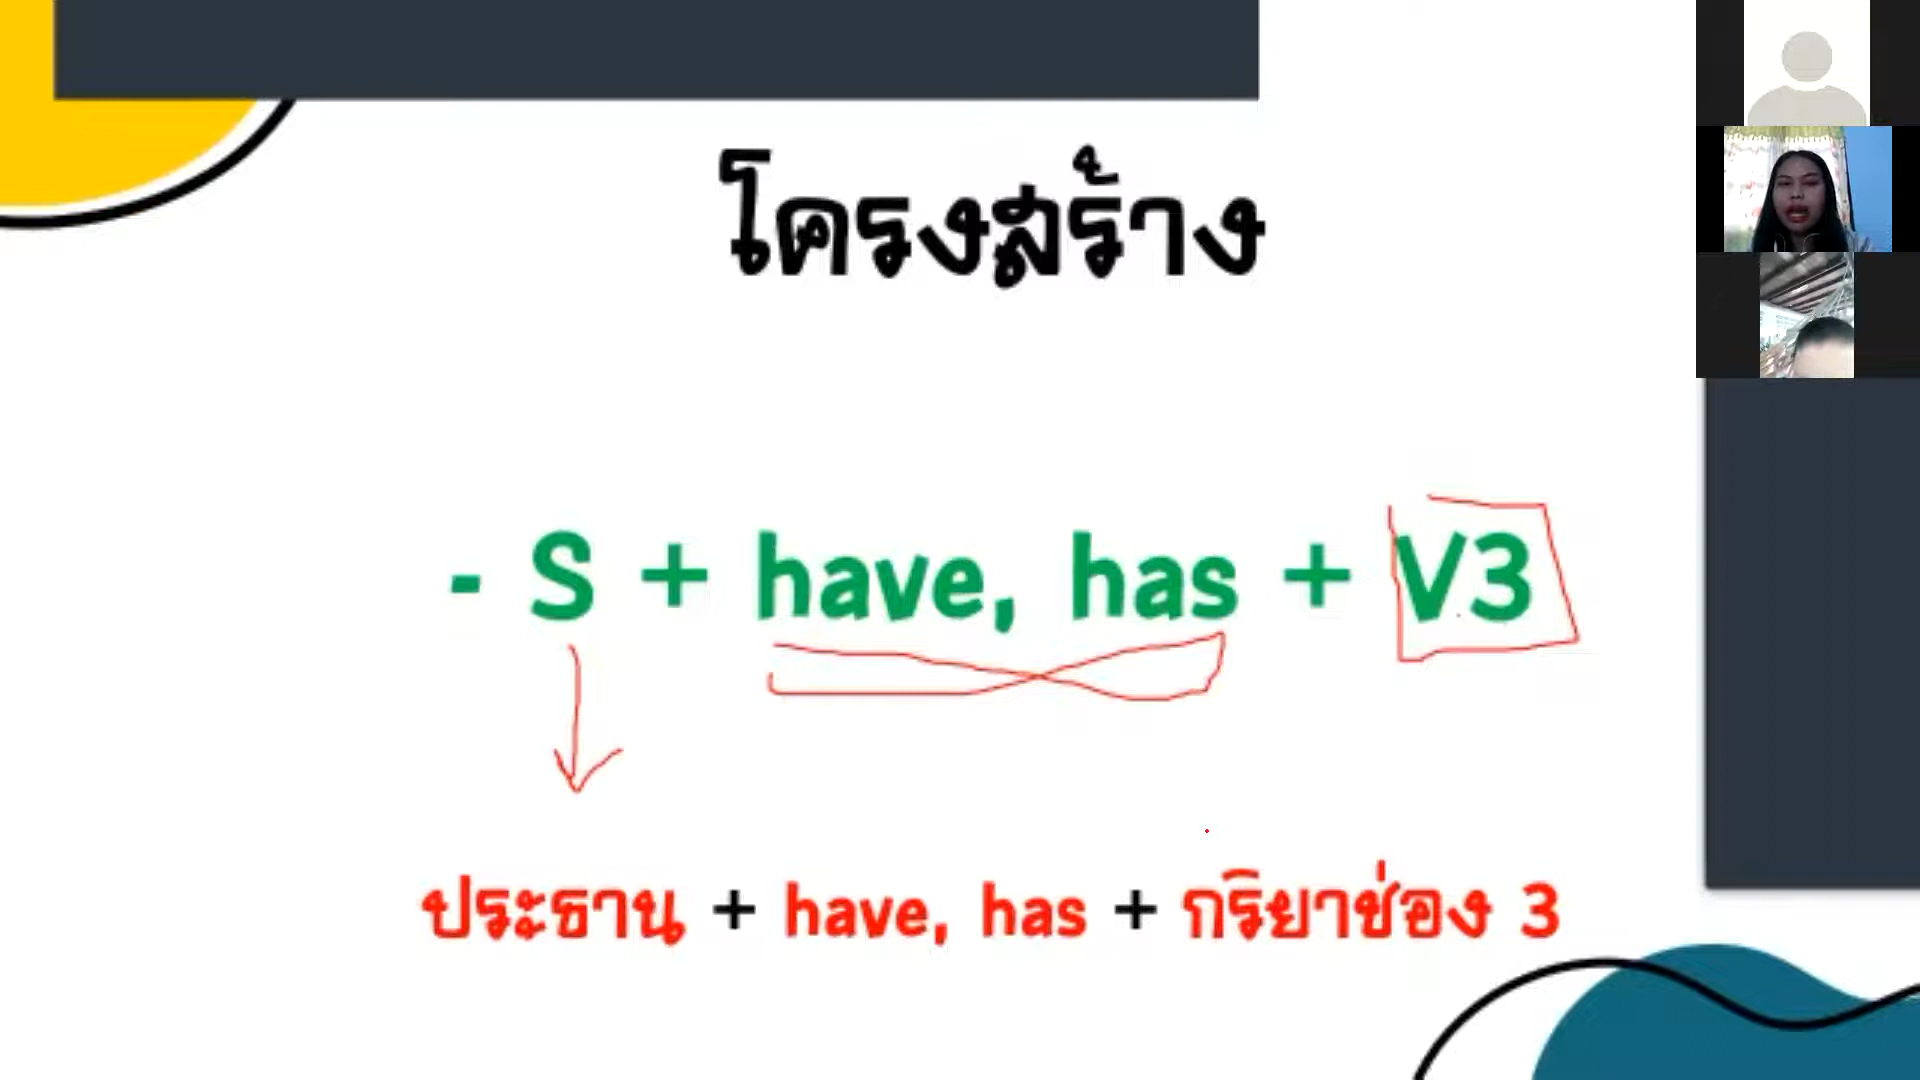 โครงสร้าง
- S + have, has + V3
ประธาน + have, has + กริยาช่อง 3